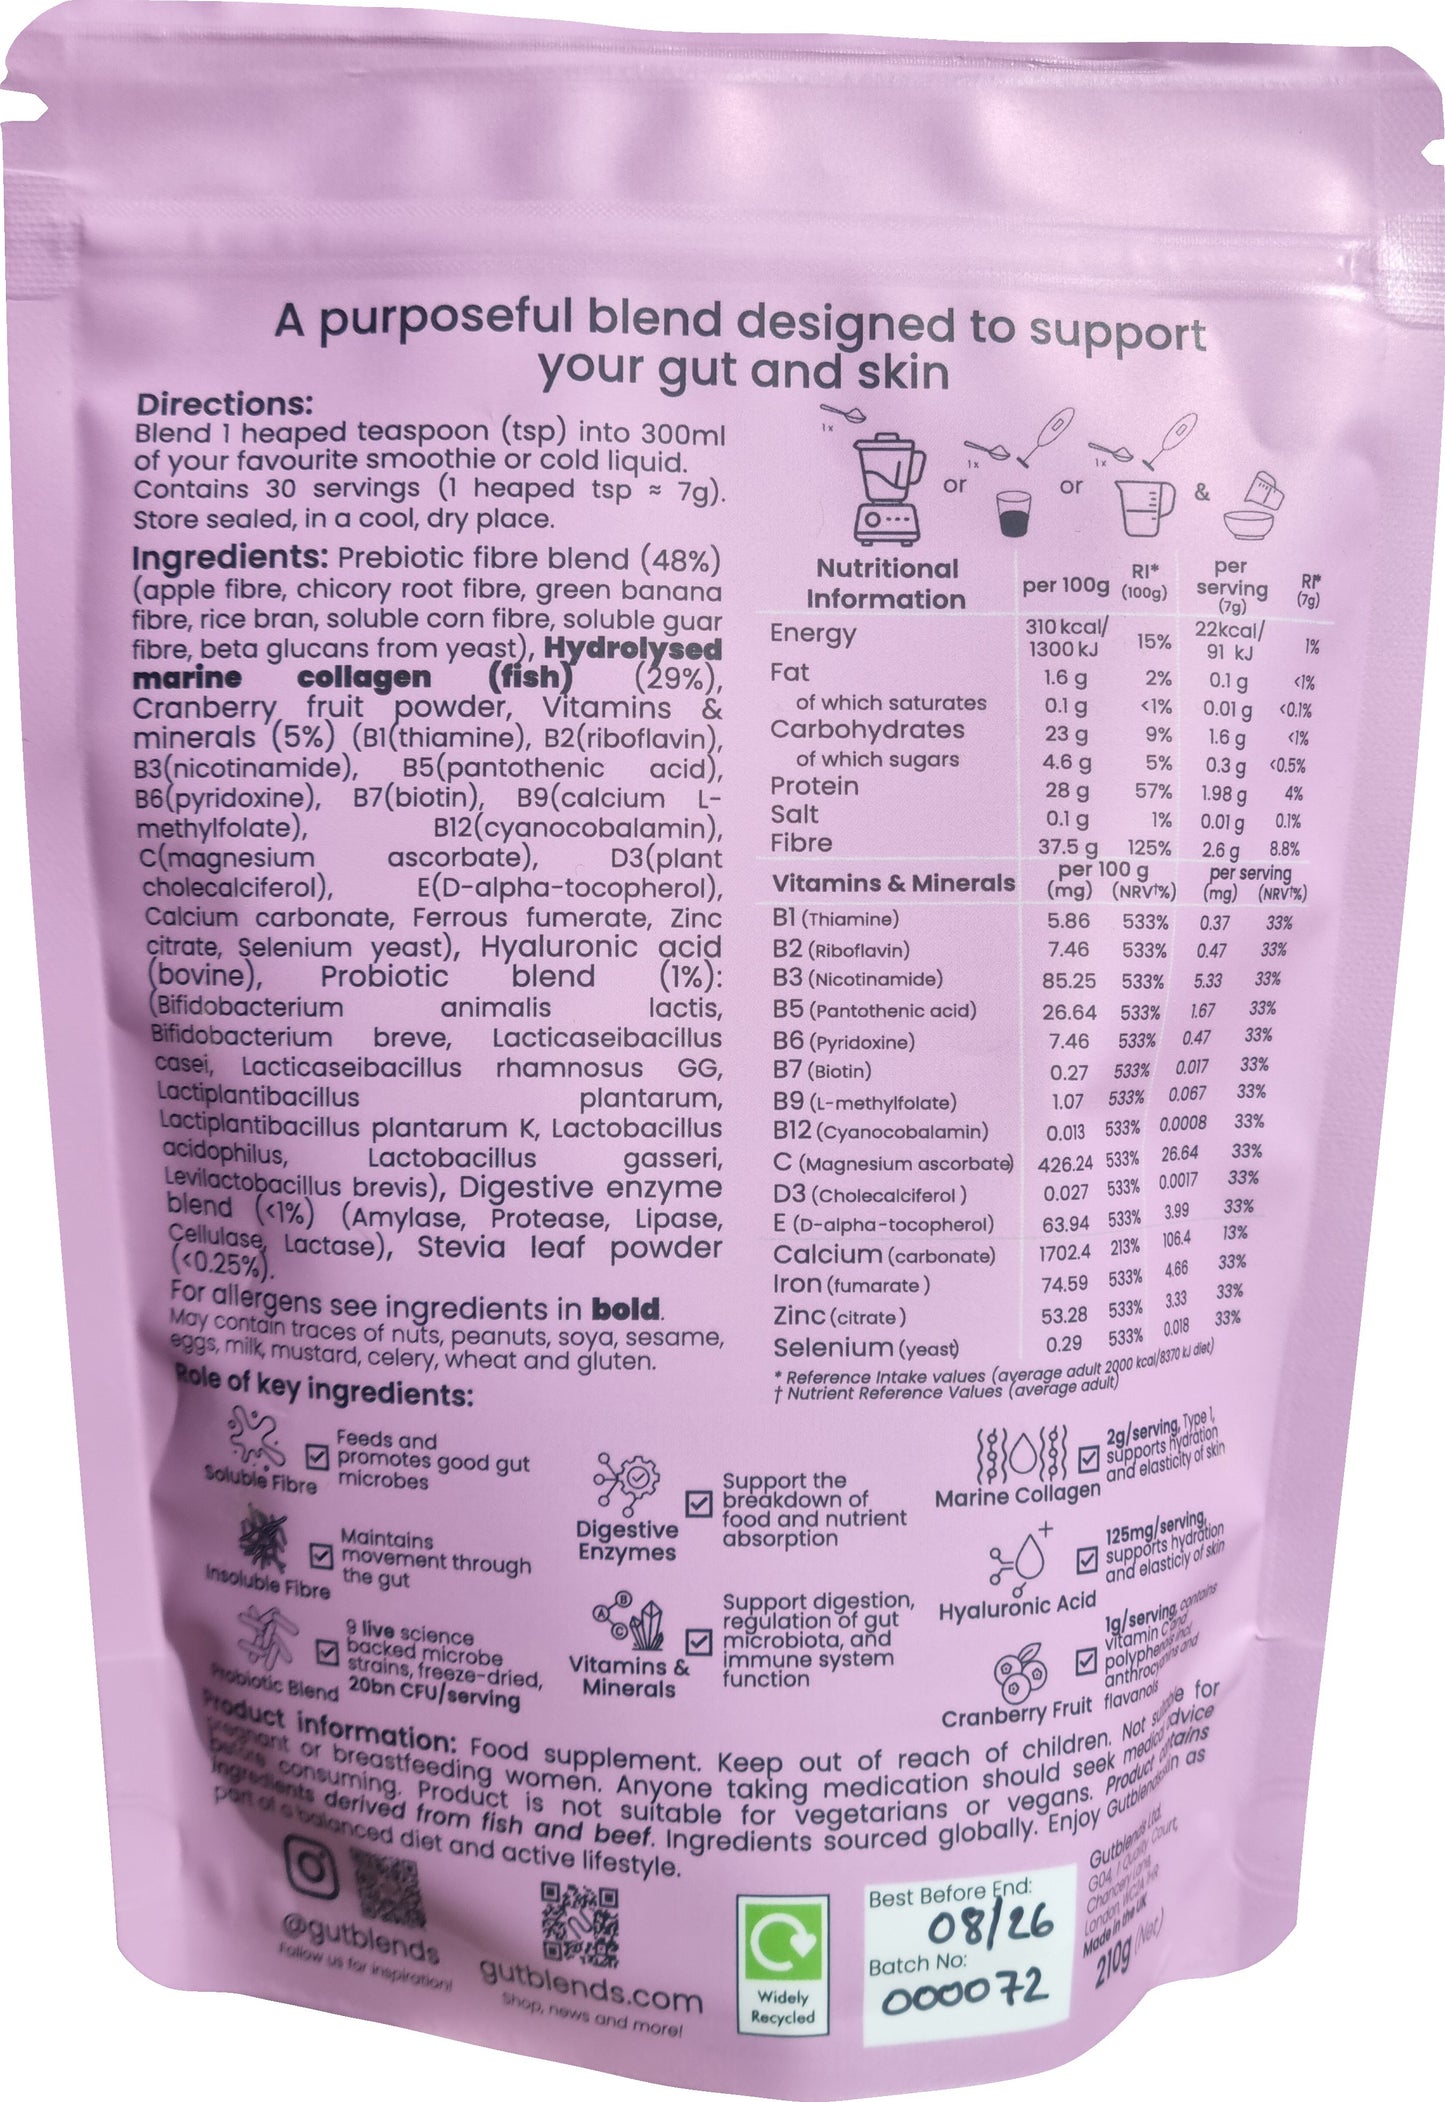 A purposeful blend designed to support
your gut and skin
Directions:
Blend 1 heaped teaspoon (tsp) into 300ml
of your favourite smoothie or cold liquid.
Contains 30 servings (1 heaped tsp ≈ 7g).
Store sealed, in a cool, dry place.
1x
or
1x
or
1x
&
Ingredients: Prebiotic fibre blend (48%)
(apple fibre, chicory root fibre, green banana
fibre, rice bran, soluble corn fibre, soluble guar
fibre, beta glucans from yeast), Hydrolysed
marine collagen (fish) (29%),
Cranberry fruit powder, Vitamins &
minerals (5%) (B1(thiamine), B2(riboflavin),
B3(nicotinamide), B5(pantothenic acid),
B6(pyridoxine), B7(biotin), B9(calcium L-
methylfolate), B12(cyanocobalamin),
C(magnesium ascorbate), D3(plant
cholecalciferol), E(D-alpha-tocopherol),
Calcium carbonate, Ferrous fumerate, Zinc
citrate, Selenium yeast), Hyaluronic acid
(bovine), Probiotic blend (1%):
(Bifidobacterium animalis lactis,
Bifidobacterium breve, Lacticaseibacillus
casei, Lacticaseibacillus rhamnosus GG,
Lactiplantibacillus plantarum,
Lactiplantibacillus plantarum K, Lactobacillus
acidophilus, Lactobacillus gasseri,
Levilactobacillus brevis), Digestive enzyme
blend (<1%) (Amylase, Protease, Lipase,
Cellulase, Lactase), Stevia leaf powder
(<0.25%).
For allergens see ingredients in bold.
May contain traces of nuts, peanuts, soya, sesame,
eggs, milk, mustard, celery, wheat and gluten.
Nutritional Information per 100g RI* (100g) per serving (7g) RI* (7g)
Energy 310 kcal/ 1300 kJ 15% 22kcal/ 91 kJ 1%
Fat 1.6 g 2% 0.1 g <1%
of which saturates 0.1 g <1% 0.01 g <0.1%
Carbohydrates 23 g 9% 1.6 g <1%
of which sugars 4.6 g 5% 0.3 g <0.5%
Protein 28 g 57% 1.98 g 4%
Salt 0.1 g 1% 0.01 g 0.1%
Fibre 37.5 g 125% 2.6 g 8.8%
Vitamins & Minerals per 100 g (mg) (NRV†%) per serving (mg) (NRV†%)
B1 (Thiamine) 5.86 533% 0.37 33%
B2 (Riboflavin) 7.46 533% 0.47 33%
B3 (Nicotinamide) 85.25 533% 5.33 33%
B5 (Pantothenic acid) 26.64 533% 1.67 33%
B6 (Pyridoxine) 7.46 533% 0.47 33%
B7 (Biotin) 0.27 533% 0.017 33%
B9 (L-methylfolate) 1.07 533% 0.067 33%
B12 (Cyanocobalamin) 0.013 533% 0.0008 33%
C (Magnesium ascorbate) 426.24 533% 26.64 33%
D3 (Cholecalciferol ) 0.027 533% 0.0017 33%
E (D-alpha-tocopherol) 63.94 533% 3.99 33%
Calcium (carbonate) 1702.4 213% 106.4 13%
Iron (fumarate ) 74.59 533% 4.66 33%
Zinc (citrate ) 53.28 533% 3.33 33%
Selenium (yeast) 0.29 533% 0.018 33%
* Reference Intake values (average adult 2000 kcal/8370 kJ diet)
† Nutrient Reference Values (average adult)
Role of key ingredients:
Soluble Fibre
Feeds and
promotes good gut
microbes
Insoluble Fibre
Maintains
movement through
the gut
Probiotic Blend
9 live science
backed microbe
strains, freeze-dried,
20bn CFU/serving
Digestive
Enzymes
Support the
breakdown of
food and nutrient
absorption
Vitamins &
Minerals
Support digestion,
regulation of gut
microbiota, and
immune system
function
Marine Collagen
2g/serving, Type 1,
supports hydration
and elasticity of skin
Hyaluronic Acid
125mg/serving,
supports hydration
and elasticiy of skin
Cranberry Fruit
1g/serving, contains
vitamin C and
polyphenols incl
anthrocyanins and
flavanols
Product information: Food supplement. Keep out of reach of children. Not suitable for
pregnant or breastfeeding women. Anyone taking medication should seek medical advice
before consuming. Product is not suitable for vegetarians or vegans. Product contains
ingredients derived from fish and beef. Ingredients sourced globally. Enjoy Gutblends in as
part of a balanced diet and active lifestyle.
@gutblends
Follow us for inspiration!
gutblends.com
Shop, news and more!
Widely
Recycled
Best Before End:
08/26
Batch No:
000072
Gutblends Ltd.
G04, 1 Quality Court,
Chancery Lane,
London, WC2A 1HR
Made in the UK
210g (Net)